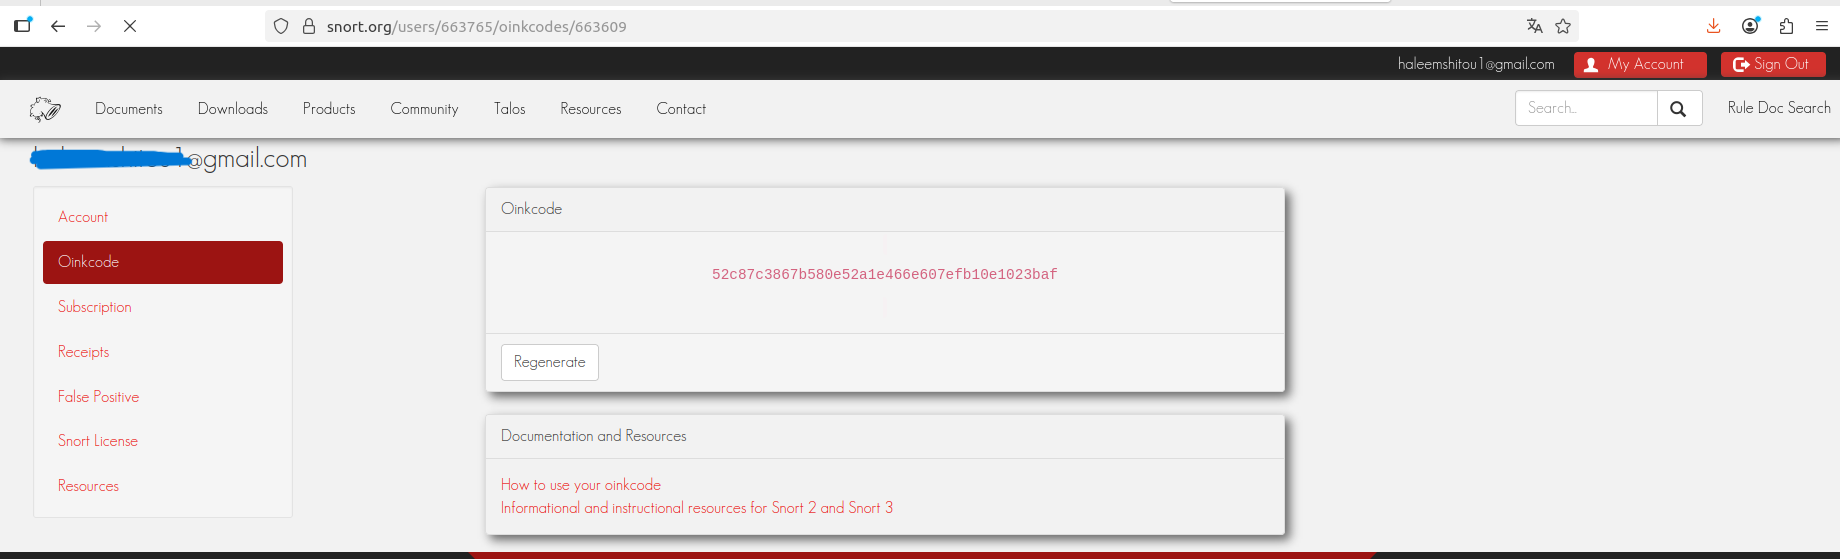 snort.org/users/663765/oinkcodes/663609
haleemshitou1@gmail.com My Account Sign Out
Documents Downloads Products Community Talos Resources Contact Search... Rule Doc Search
@gmail.com
Account
Oinkcode
Subscription
Receipts
False Positive
Snort License
Resources
Oinkcode
52c87c3867b580e52a1e466e607efb10e1023baf
Regenerate
Documentation and Resources
How to use your oinkcode
Informational and instructional resources for Snort 2 and Snort 3